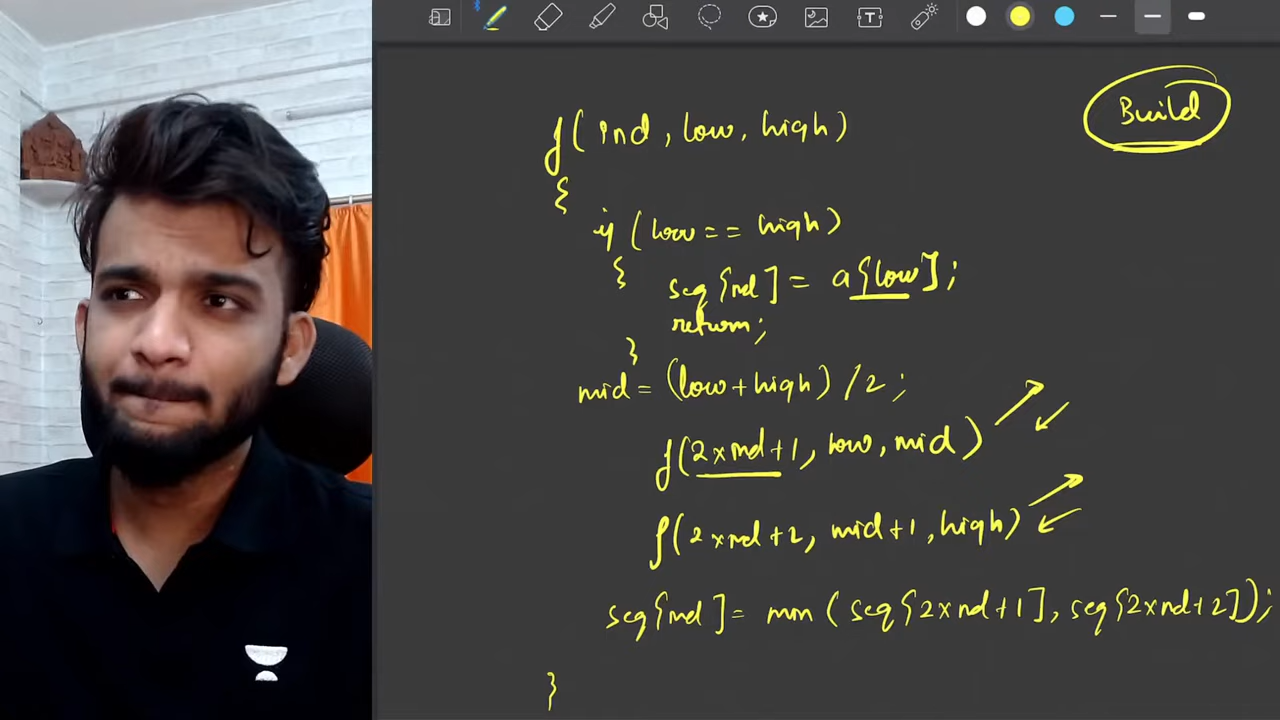 Build
f(ind, low, high)
{
if (low == high)
{ seg[ind] = a[low];
return;
}
mid = (low + high) / 2;
f(2×ind+1, low, mid)
f(2×ind+2, mid+1, high)
seg[ind] = min(seg[2×ind+1], seg[2×ind+2]);
}
T